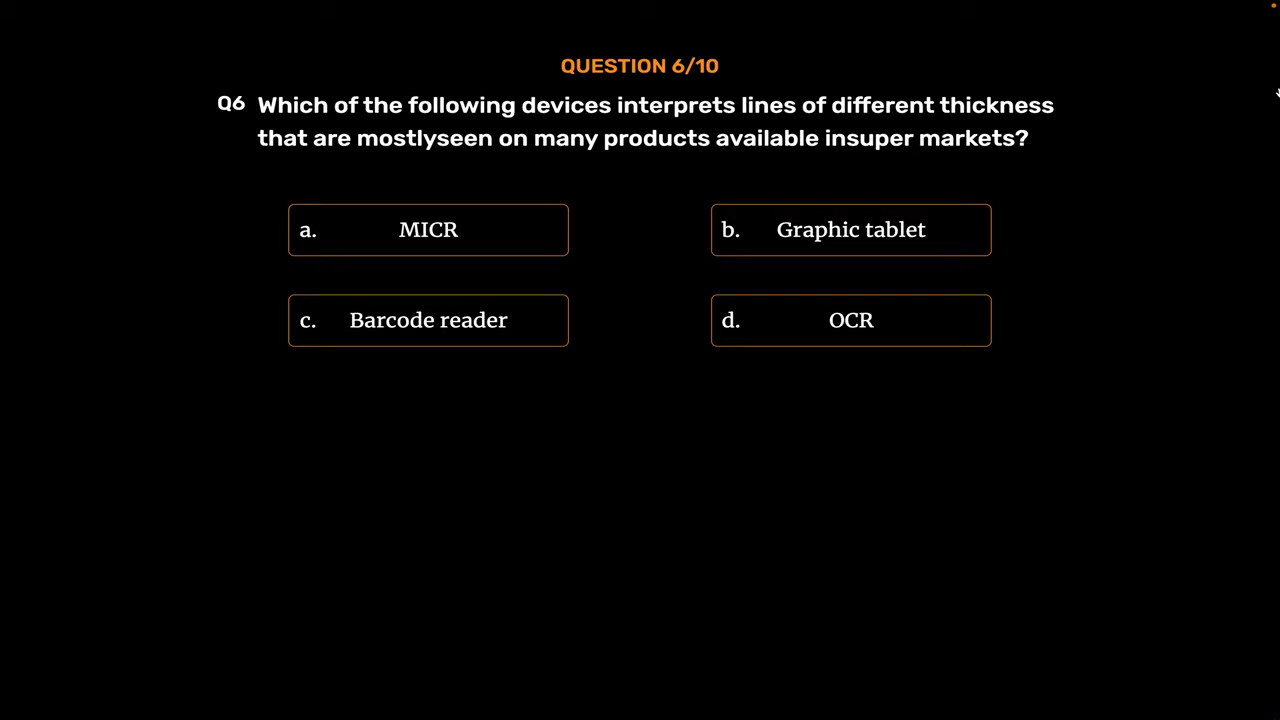 QUESTION 6/10
Q6 Which of the following devices interprets lines of different thickness
that are mostlyseen on many products available insuper markets?
a. MICR
b. Graphic tablet
c. Barcode reader
d. OCR